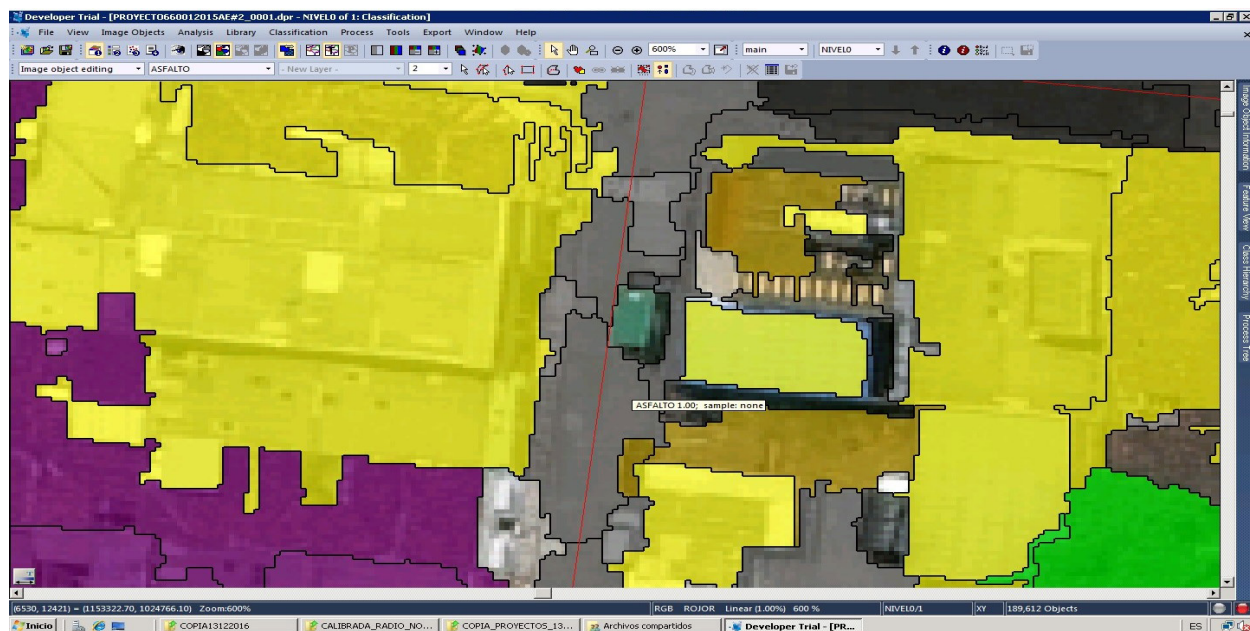 Developer Trial - [PROYECTO660012015AE#2_0001.dpr - NIVEL0 of 1: Classification]
File View Image Objects Analysis Library Classification Process Tools Export Window Help
600% main NIVEL0
Image object editing ASFALTO - New Layer - 2
Image Object Information
Feature View
Class Hierarchy
Process Tree
ASFALTO 1.00; sample: none
(6530, 12421) = (1153322.70, 1024766.10) Zoom:600% RGB ROJOR Linear (1.00%) 600 % NIVEL0/1 XY 189,612 Objects
Inicio COPIA13122016 CALIBRADA_RADIO_NO... COPIA_PROYECTOS_13... Archivos compartidos Developer Trial - [PR... ES